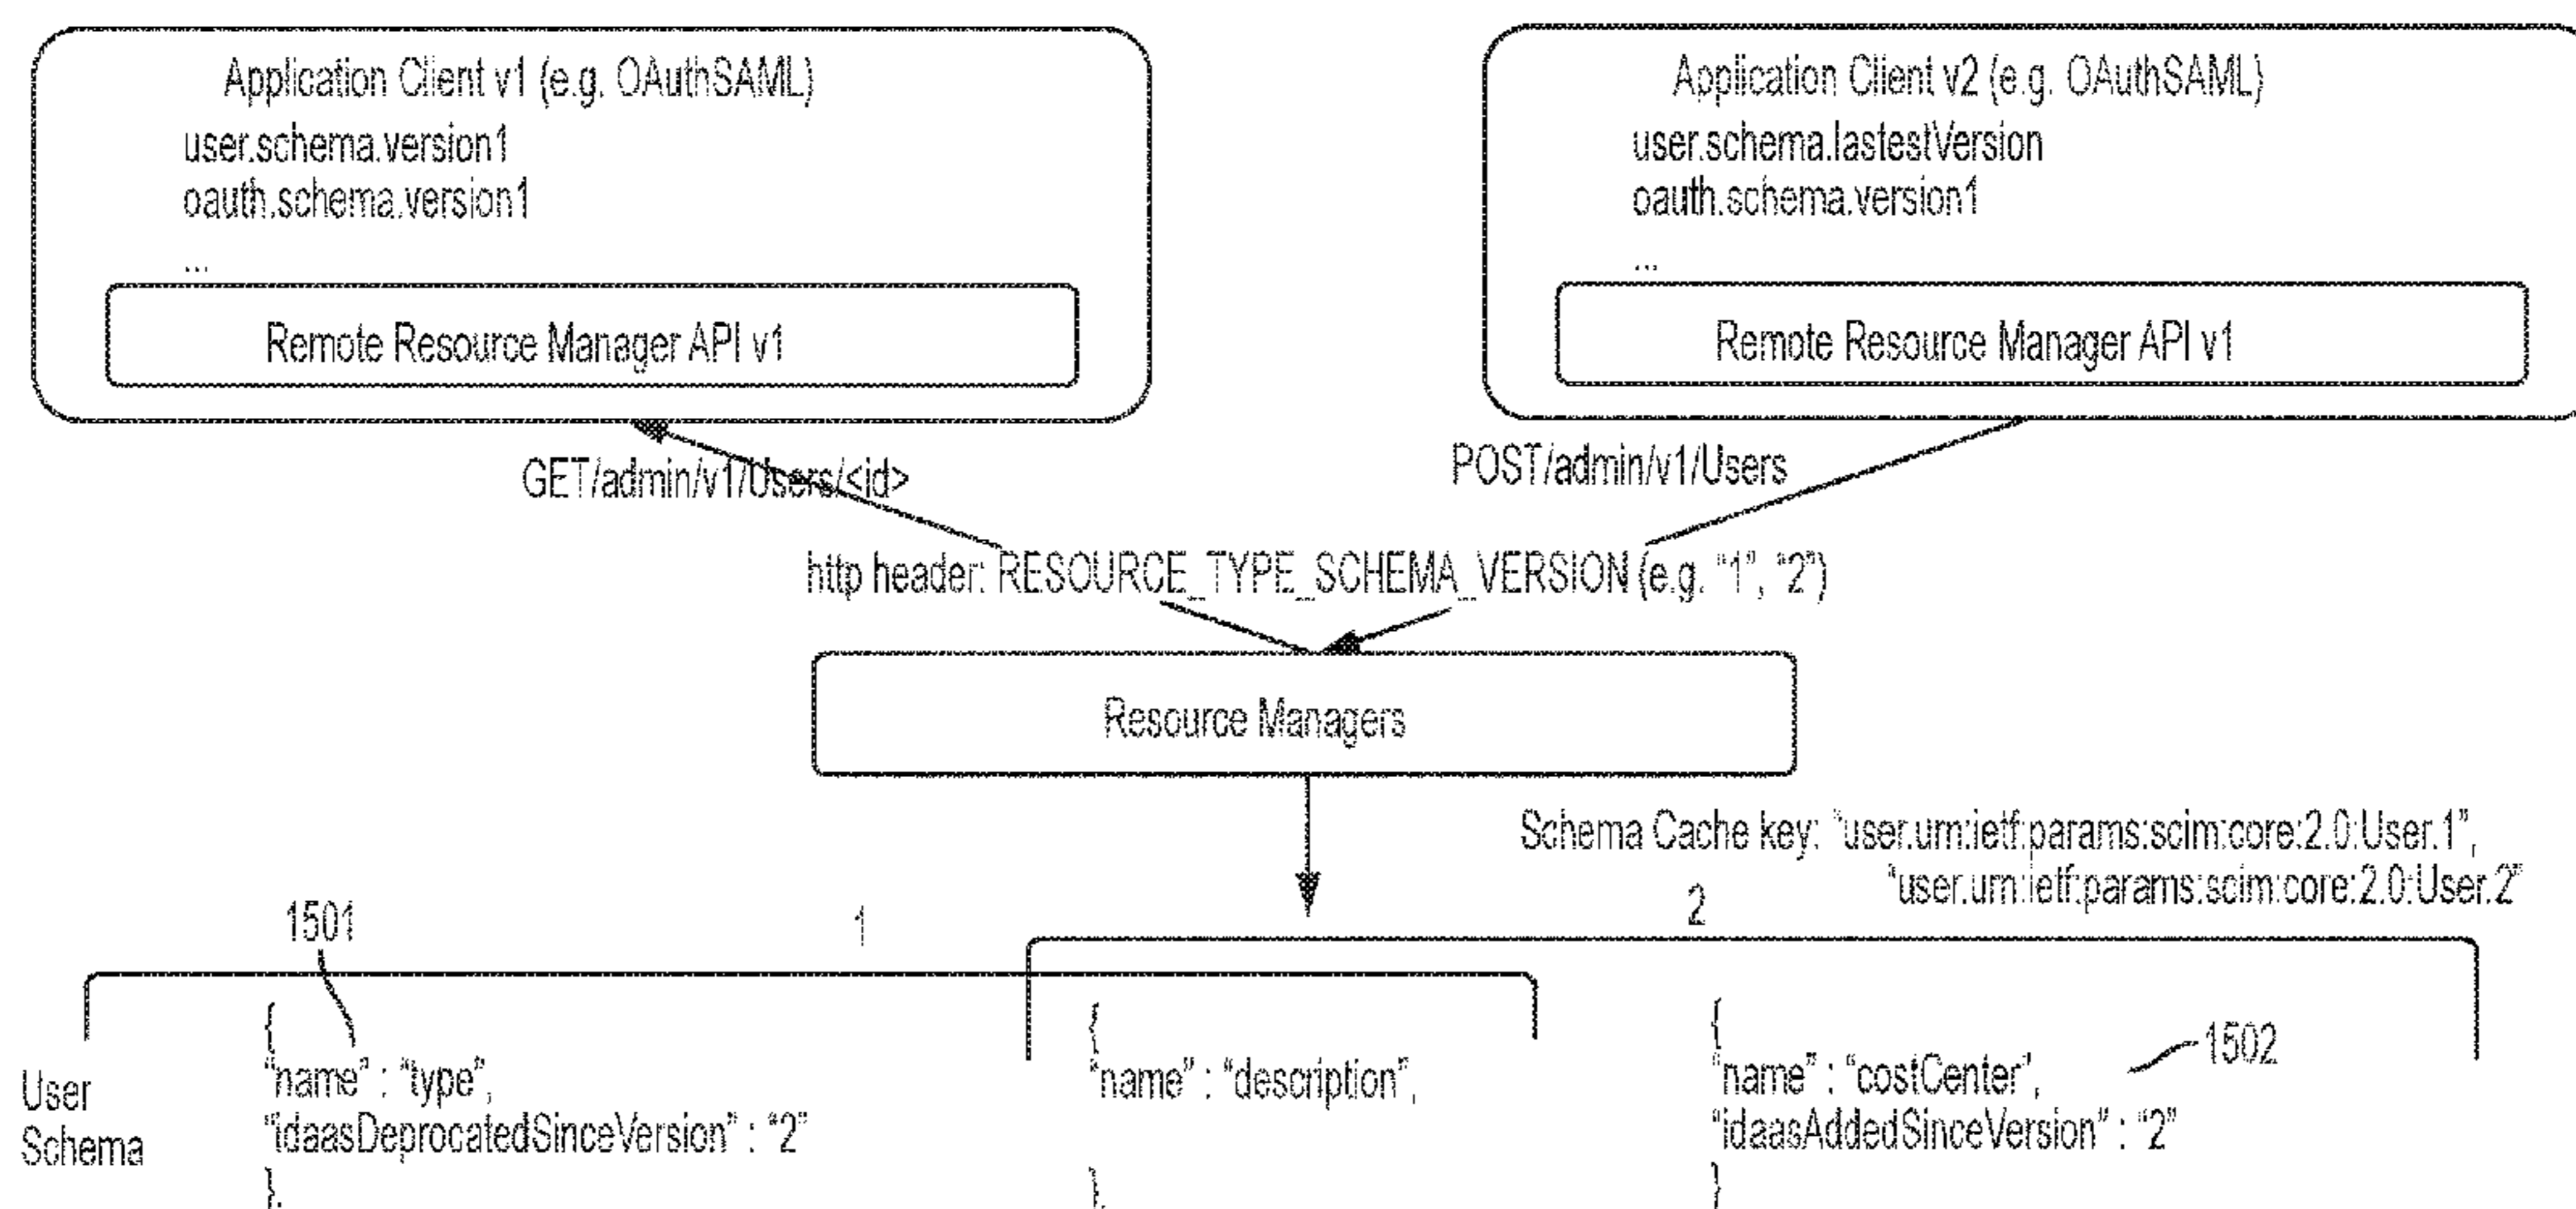 Application Client v1 (e.g. OAuthSAML)
user.schema.version1
oauth.schema.version1
...
Remote Resource Manager API v1
Application Client v2 (e.g. OAuthSAML)
user.schema.lastestVersion
oauth.schema.version1
...
Remote Resource Manager API v1
GET/admin/v1/Users/<id>
POST/admin/v1/Users
http header: RESOURCE_TYPE_SCHEMA_VERSION (e.g. "1", "2")
Resource Managers
Schema Cache key: "user.urn:ietf:params:scim:core:2.0:User.1",
"user.urn:ietf:params:scim:core:2.0:User.2"
1501
1
2
User
Schema
{
"name" : "type",
"idaasDeprocatedSinceVersion" : "2"
},
{
"name" : "description",
},
{
"name" : "costCenter",
"idaasAddedSinceVersion" : "2"
}
1502